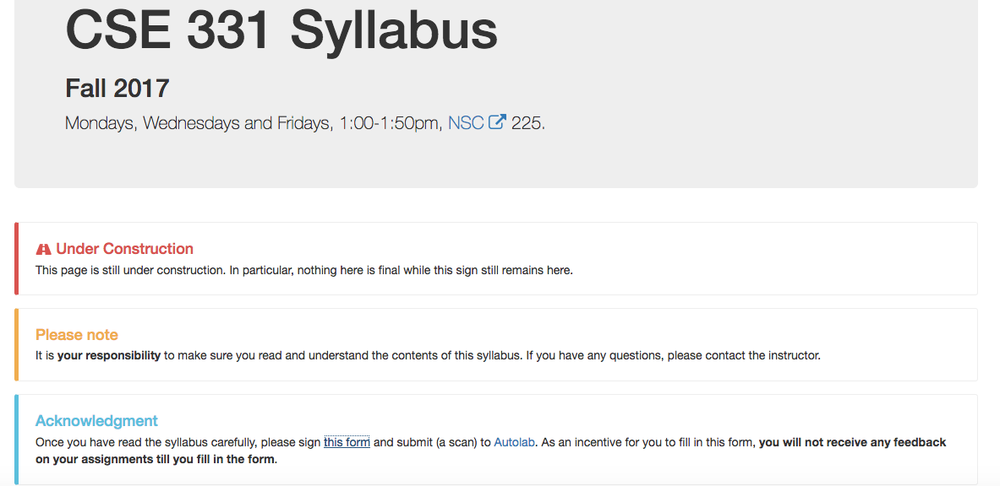 CSE 331 Syllabus
Fall 2017
Mondays, Wednesdays and Fridays, 1:00-1:50pm, NSC 225.
Under Construction
This page is still under construction. In particular, nothing here is final while this sign still remains here.
Please note
It is your responsibility to make sure you read and understand the contents of this syllabus. If you have any questions, please contact the instructor.
Acknowledgment
Once you have read the syllabus carefully, please sign this form and submit (a scan) to Autolab. As an incentive for you to fill in this form, you will not receive any feedback
on your assignments till you fill in the form.